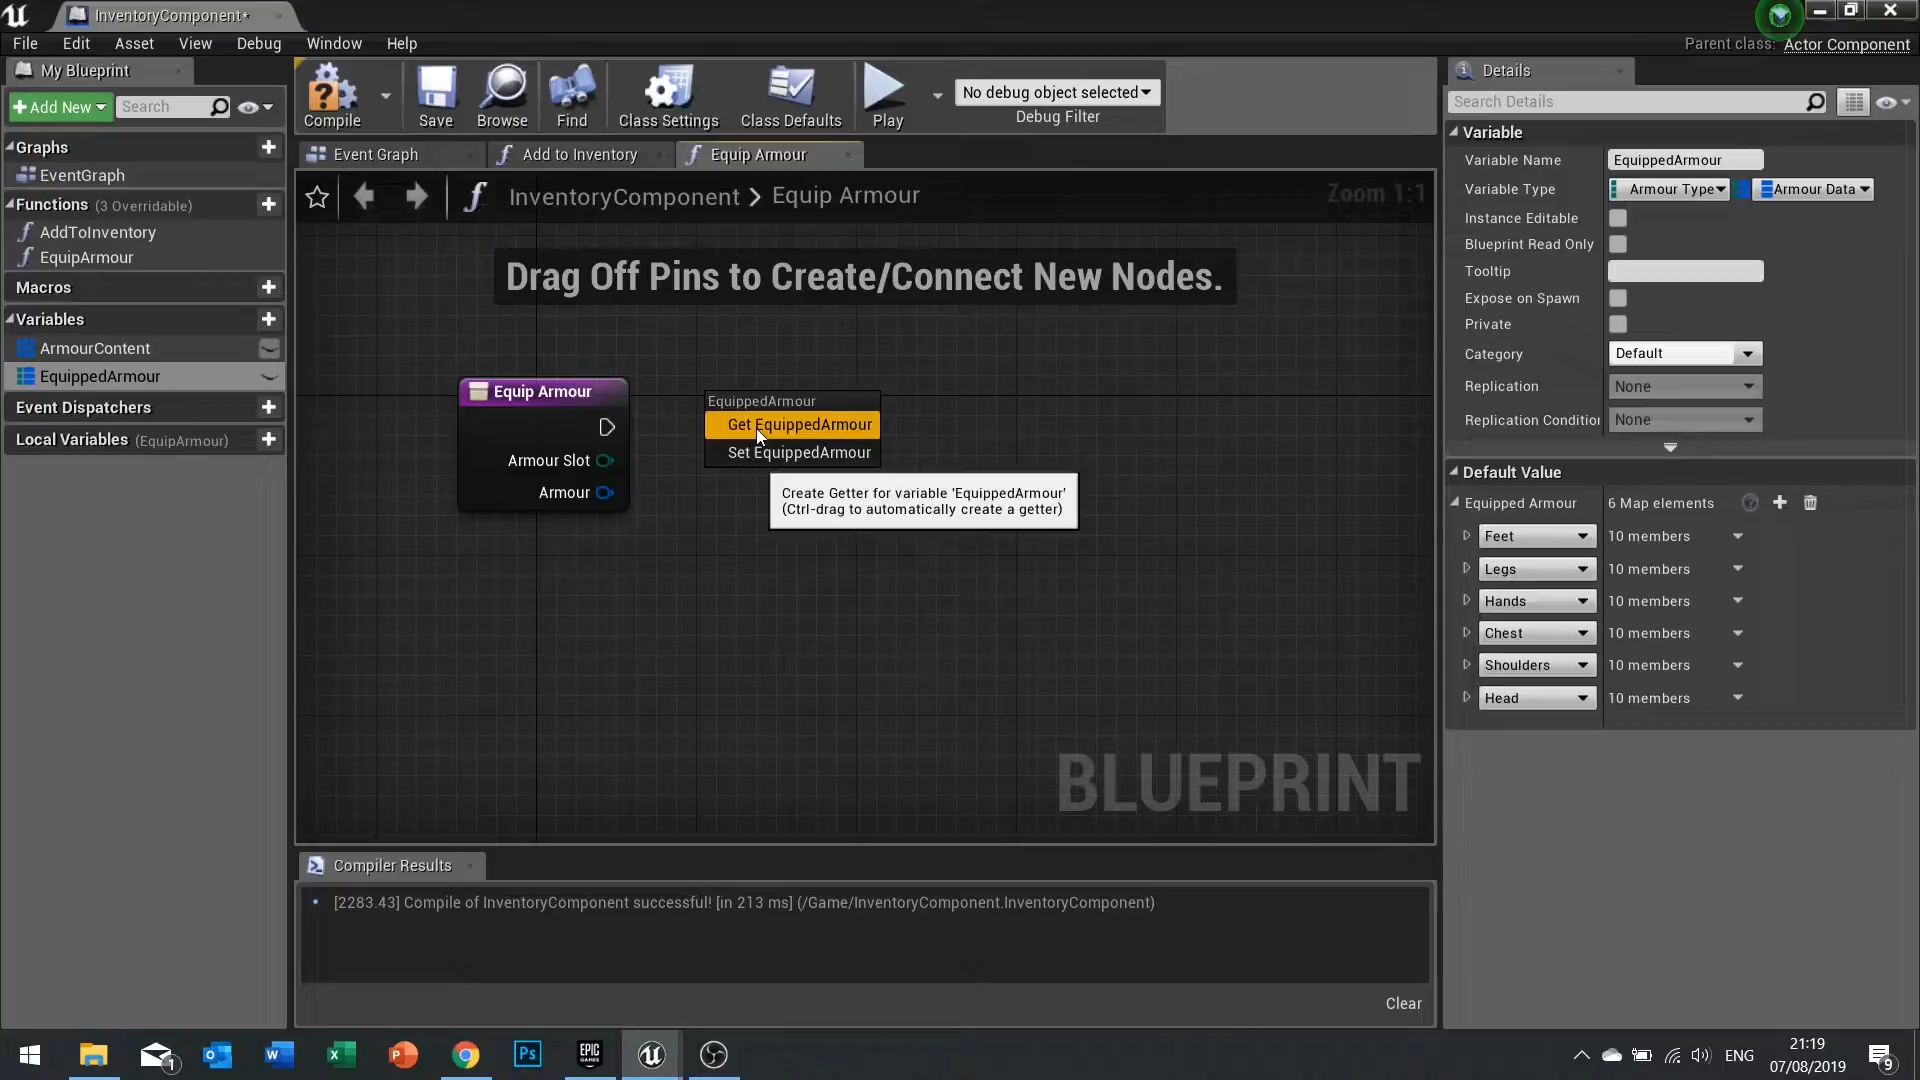 InventoryComponent*
File Edit Asset View Debug Window Help
Parent class: Actor Component
My Blueprint
Add New
Search
Graphs
EventGraph
Functions (3 Overridable)
AddToInventory
EquipArmour
Macros
Variables
ArmourContent
EquippedArmour
Event Dispatchers
Local Variables (EquipArmour)
Compile Save Browse Find Class Settings Class Defaults Play
No debug object selected
Debug Filter
Event Graph Add to Inventory Equip Armour
InventoryComponent > Equip Armour
Zoom 1:1
Drag Off Pins to Create/Connect New Nodes.
Equip Armour
Armour Slot
Armour
EquippedArmour
Get EquippedArmour
Set EquippedArmour
Create Getter for variable 'EquippedArmour'
(Ctrl-drag to automatically create a getter)
BLUEPRINT
Compiler Results
[2283.43] Compile of InventoryComponent successful! [in 213 ms] (/Game/InventoryComponent.InventoryComponent)
Clear
Details
Search Details
Variable
Variable Name EquippedArmour
Variable Type Armour Type Armour Data
Instance Editable
Blueprint Read Only
Tooltip
Expose on Spawn
Private
Category Default
Replication None
Replication Condition None
Default Value
Equipped Armour 6 Map elements
Feet 10 members
Legs 10 members
Hands 10 members
Chest 10 members
Shoulders 10 members
Head 10 members
1
Ps
EPIC
GAMES
ENG
21:19
07/08/2019
9